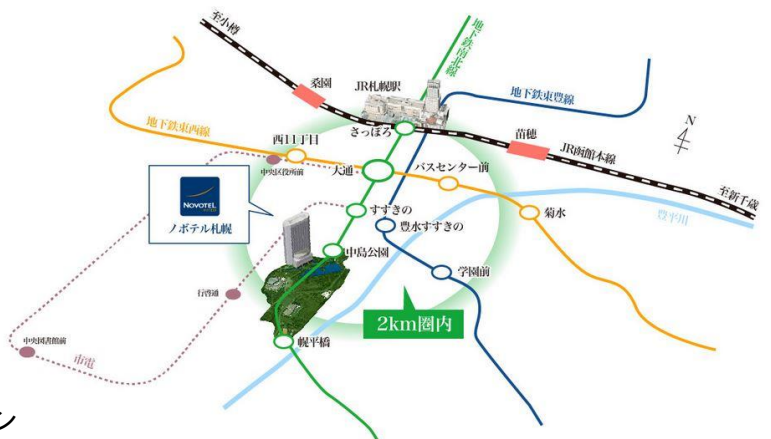 至小樽
地下鉄南北線
桑園
JR札幌駅
地下鉄東豊線
地下鉄東西線
さっぽろ
苗穂
N
西11丁目
JR函館本線
中央区役所前
大通
バスセンター前
至新千歳
NOVOTEL
ノボテル札幌
すすきの
豊水すすきの
菊水
豊平川
中島公園
学園前
行啓通
2km圏内
幌平橋
中央図書館前
市電
ン